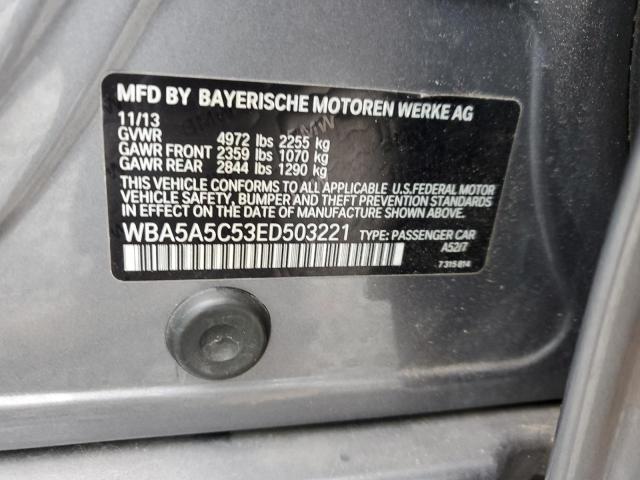 MFD BY BAYERISCHE MOTOREN WERKE AG
11/13
GVWR 4972 lbs 2255 kg
GAWR FRONT 2359 lbs 1070 kg
GAWR REAR 2844 lbs 1290 kg
THIS VEHICLE CONFORMS TO ALL APPLICABLE U.S.FEDERAL MOTOR
VEHICLE SAFETY, BUMPER AND THEFT PREVENTION STANDARDS
IN EFFECT ON THE DATE OF MANUFACTURE SHOWN ABOVE.
WBA5A5C53ED503221 TYPE: PASSENGER CAR
A52/T
7 315 814